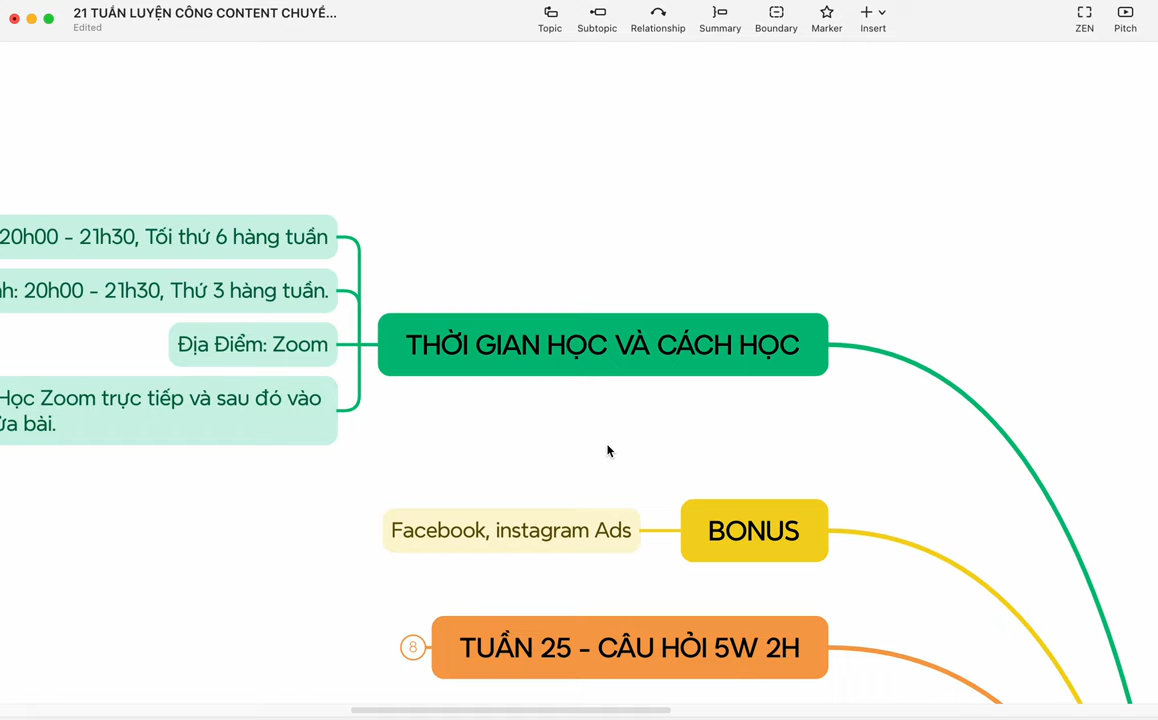 21 TUẦN LUYỆN CÔNG CONTENT CHUYÊ...
Edited
Topic
Subtopic
Relationship
Summary
Boundary
Marker
Insert
ZEN
Pitch
20h00 - 21h30, Tối thứ 6 hàng tuần
nh: 20h00 - 21h30, Thứ 3 hàng tuần.
Địa Điểm: Zoom
Học Zoom trực tiếp và sau đó vào
ửa bài.
THỜI GIAN HỌC VÀ CÁCH HỌC
Facebook, instagram Ads
BONUS
8
TUẦN 25 - CÂU HỎI 5W 2H